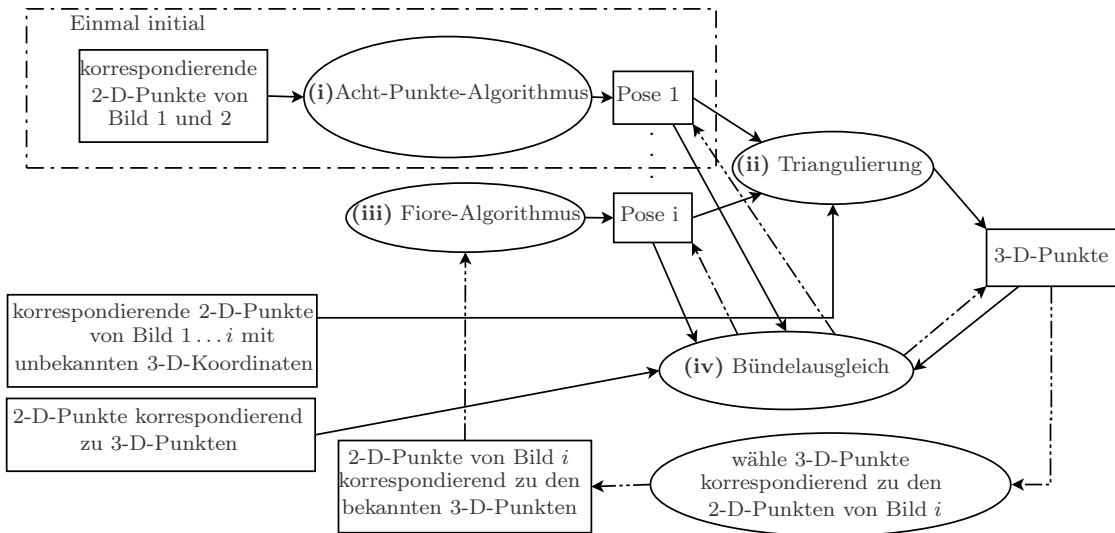 Einmal initial
korrespondierende
2-D-Punkte von
Bild 1 und 2
(i)Acht-Punkte-Algorithmus
Pose 1
(ii) Triangulierung
(iii) Fiore-Algorithmus
Pose i
3-D-Punkte
korrespondierende 2-D-Punkte
von Bild 1 … i mit
unbekannten 3-D-Koordinaten
(iv) Bündelausgleich
2-D-Punkte korrespondierend
zu 3-D-Punkten
2-D-Punkte von Bild i
korrespondierend zu den
bekannten 3-D-Punkten
wähle 3-D-Punkte
korrespondierend zu den
2-D-Punkten von Bild i